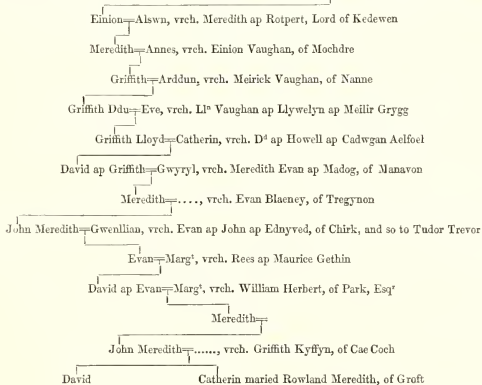 Einion=Alswn, vrch. Meredith ap Rotpert, Lord of Kedewen
Meredith=Annes, vrch. Einion Vaughan, of Mochdre
Griffith=Arddun, vrch. Meirick Vaughan, of Nanne
Griffith Ddu=Eve, vrch. Llⁿ Vaughan ap Llywelyn ap Meilir Grygg
Griffith Lloyd=Catherin, vrch. Dᵈ ap Howell ap Cadwgan Aelfoel
David ap Griffith=Gwyryl, vrch. Meredith Evan ap Madog, of Manavon
Meredith=...., vrch. Evan Blaeney, of Tregynon
John Meredith=Gwenllian, vrch. Evan ap John ap Ednyved, of Chirk, and so to Tudor Trevor
Evan=Margᵗ, vrch. Rees ap Maurice Gethin
David ap Evan=Margᵗ, vrch. William Herbert, of Park, Esqʳ
Meredith=
John Meredith=......, vrch. Griffith Kyffyn, of Cae Coch
David Catherin maried Rowland Meredith, of Groft